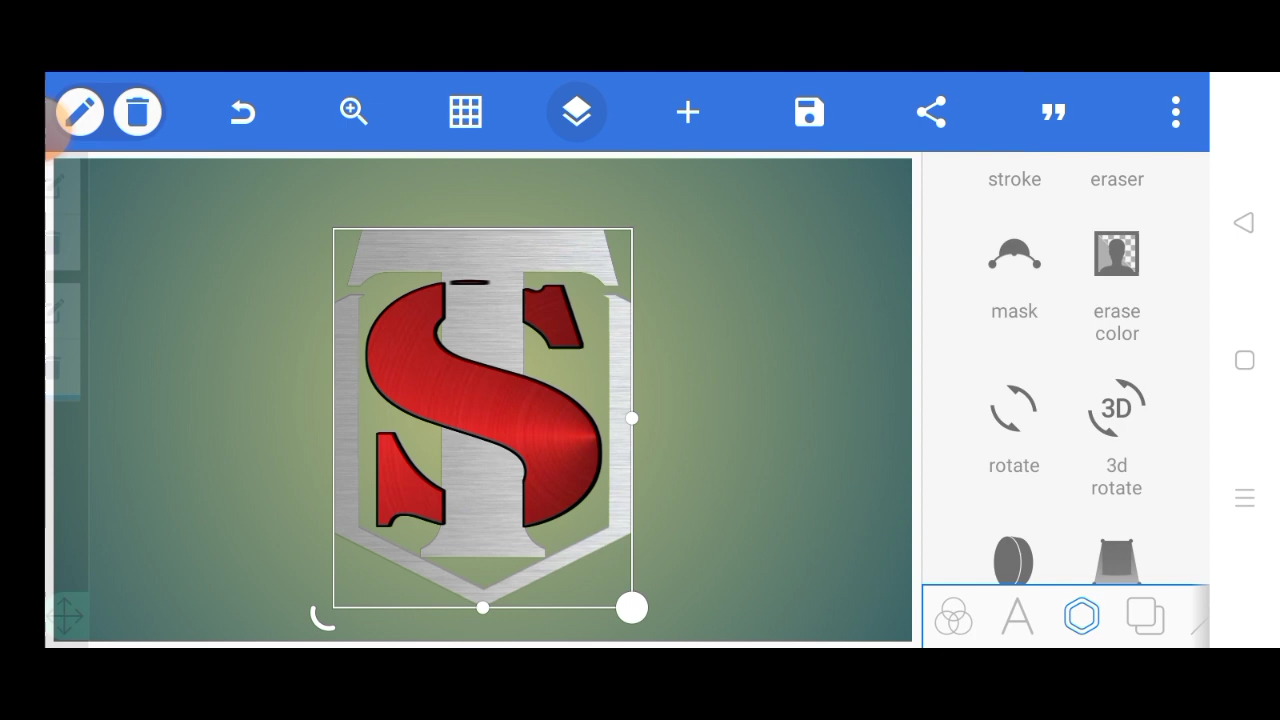 stroke eraser
mask erase
color
3D
rotate 3d
rotate
T
S
A